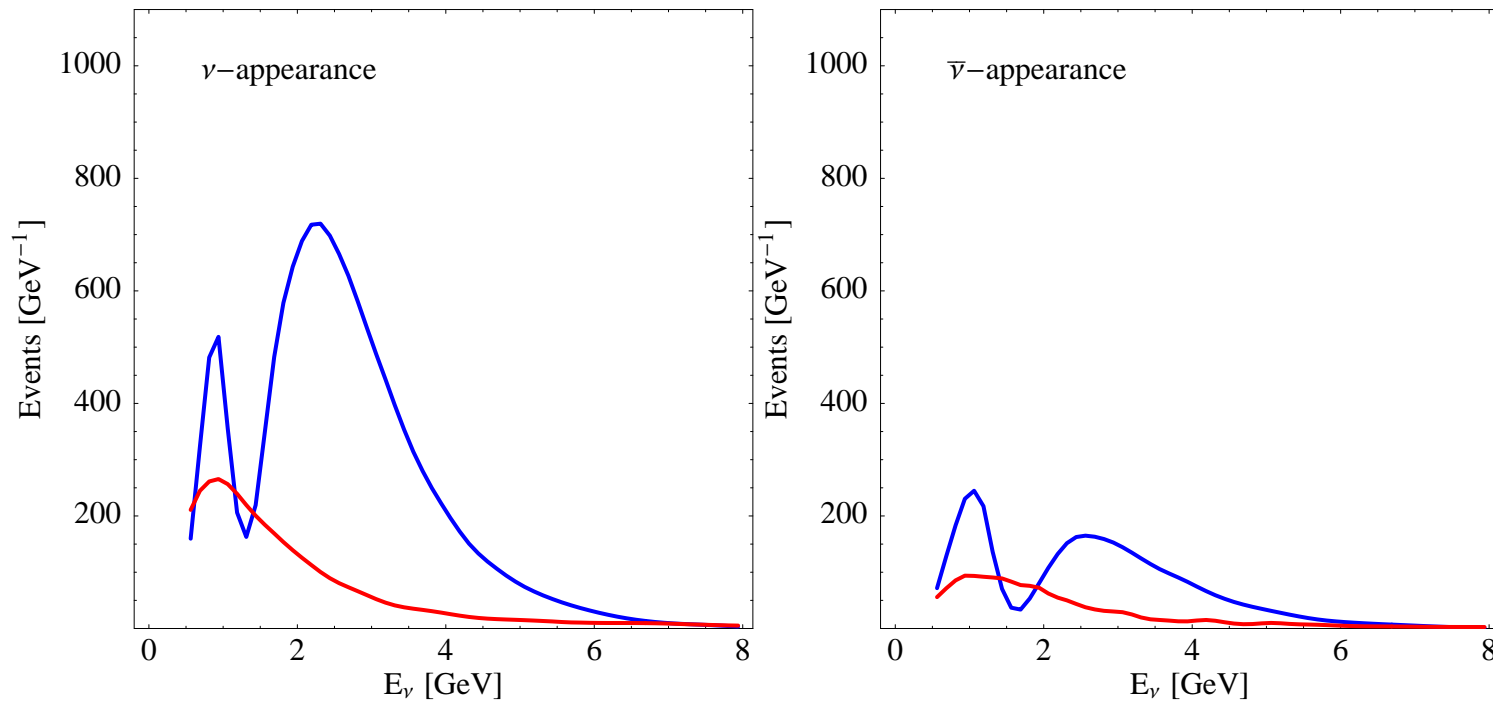 ν−appearance
1000
800
600
400
200
Events [GeV⁻¹]
0 2 4 6 8
E_ν [GeV]
ν̅−appearance
1000
800
600
400
200
Events [GeV⁻¹]
0 2 4 6 8
E_ν [GeV]